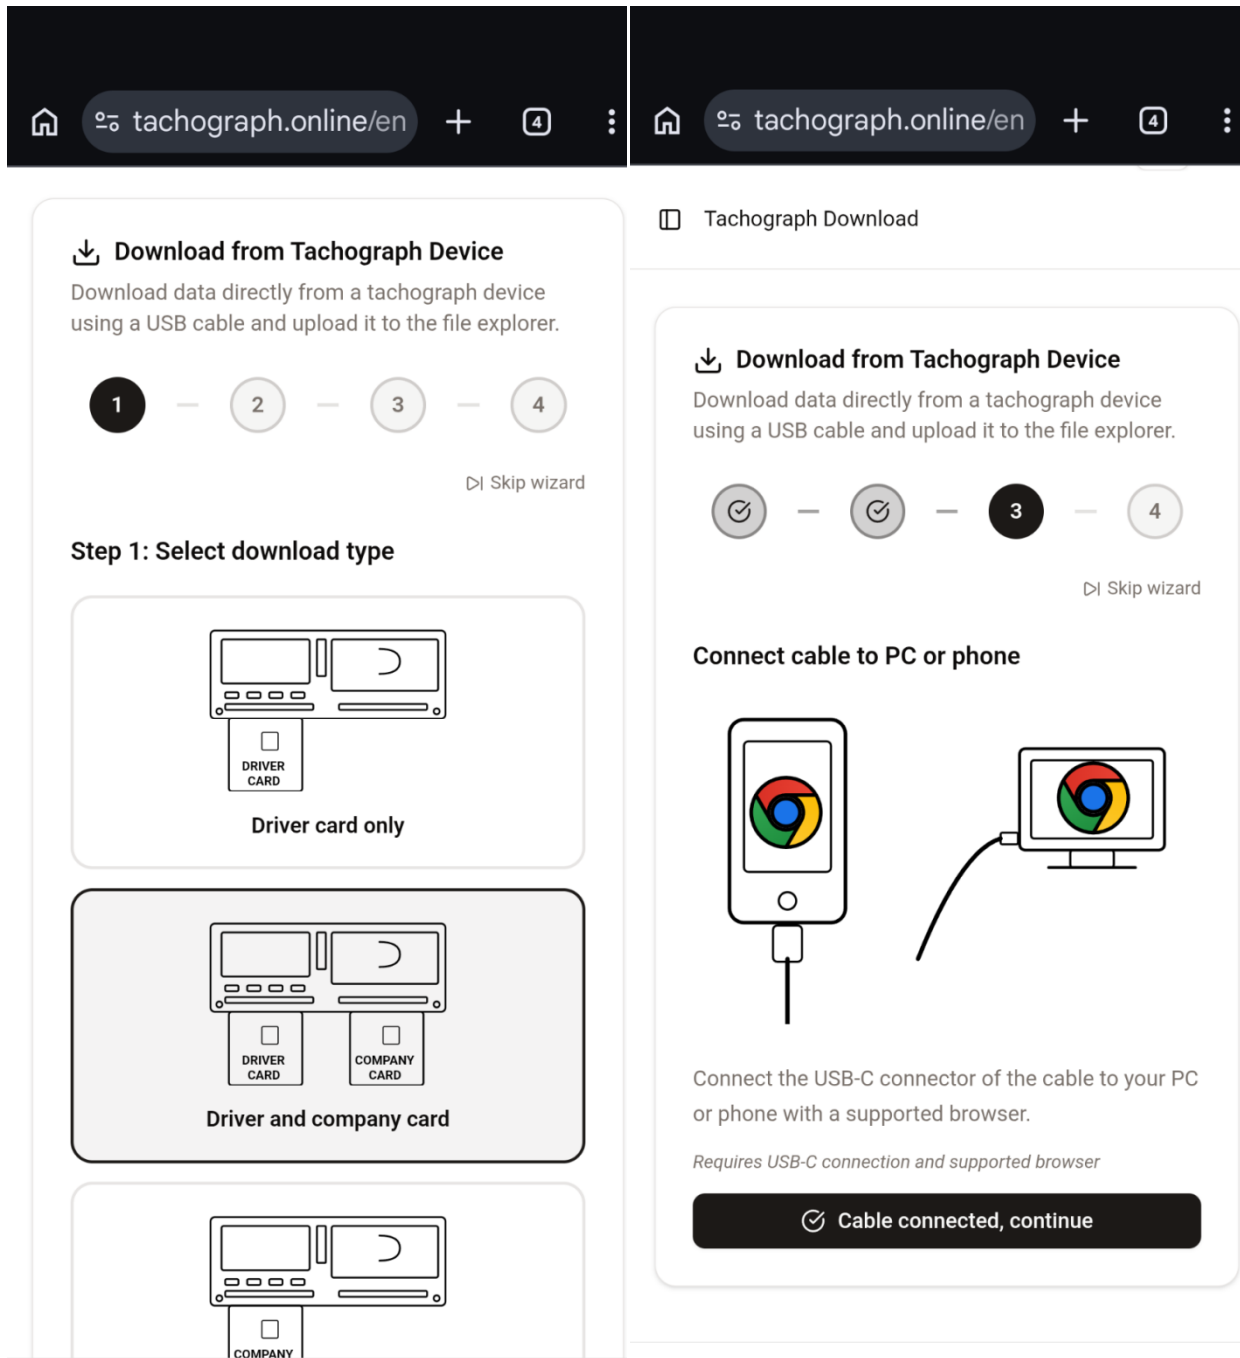 tachograph.online/en
4
Download from Tachograph Device
Download data directly from a tachograph device
using a USB cable and upload it to the file explorer.
1
2
3
4
Skip wizard
Step 1: Select download type
DRIVER
CARD
Driver card only
DRIVER
CARD
COMPANY
CARD
Driver and company card
COMPANY
tachograph.online/en
4
Tachograph Download
Download from Tachograph Device
Download data directly from a tachograph device
using a USB cable and upload it to the file explorer.
3
4
Skip wizard
Connect cable to PC or phone
Connect the USB-C connector of the cable to your PC
or phone with a supported browser.
Requires USB-C connection and supported browser
Cable connected, continue